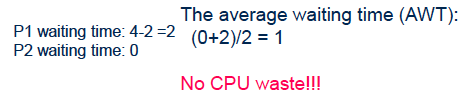 P1 waiting time: 4-2 =2
P2 waiting time: 0
The average waiting time (AWT):
(0+2)/2 = 1
No CPU waste!!!